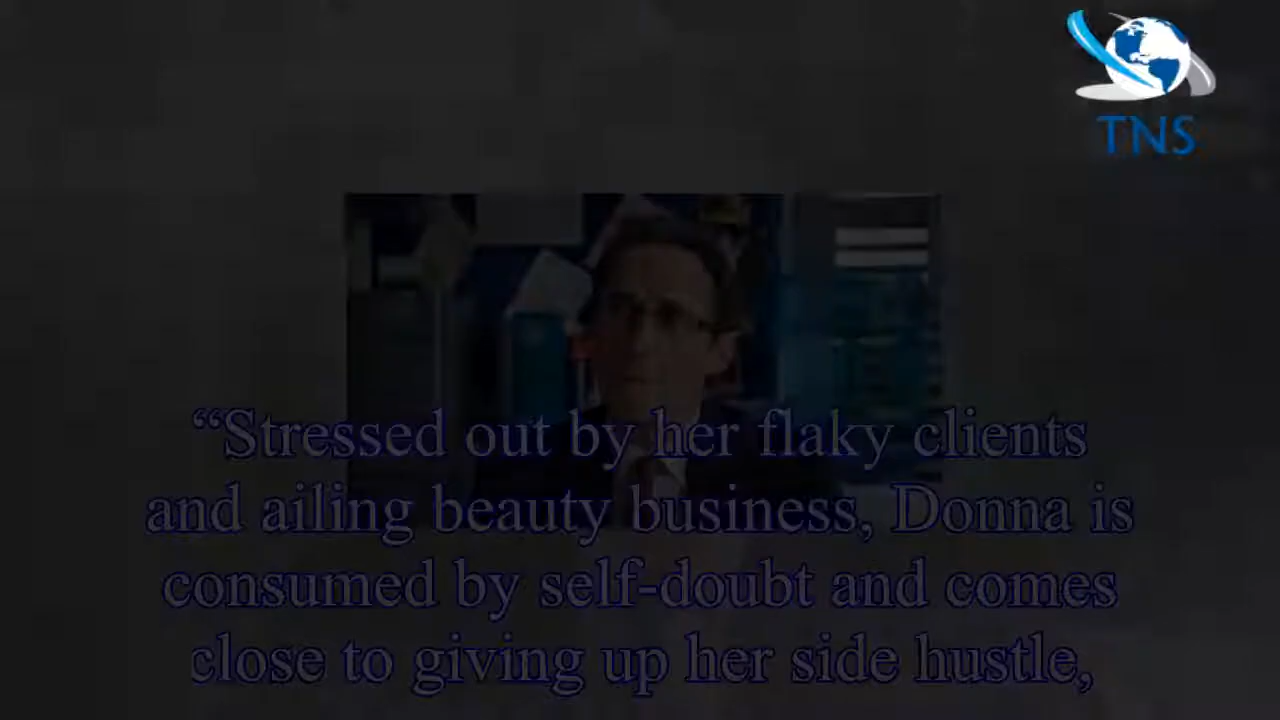 TNS
“Stressed out by her flaky clients
and ailing beauty business, Donna is
consumed by self-doubt and comes
close to giving up her side hustle,